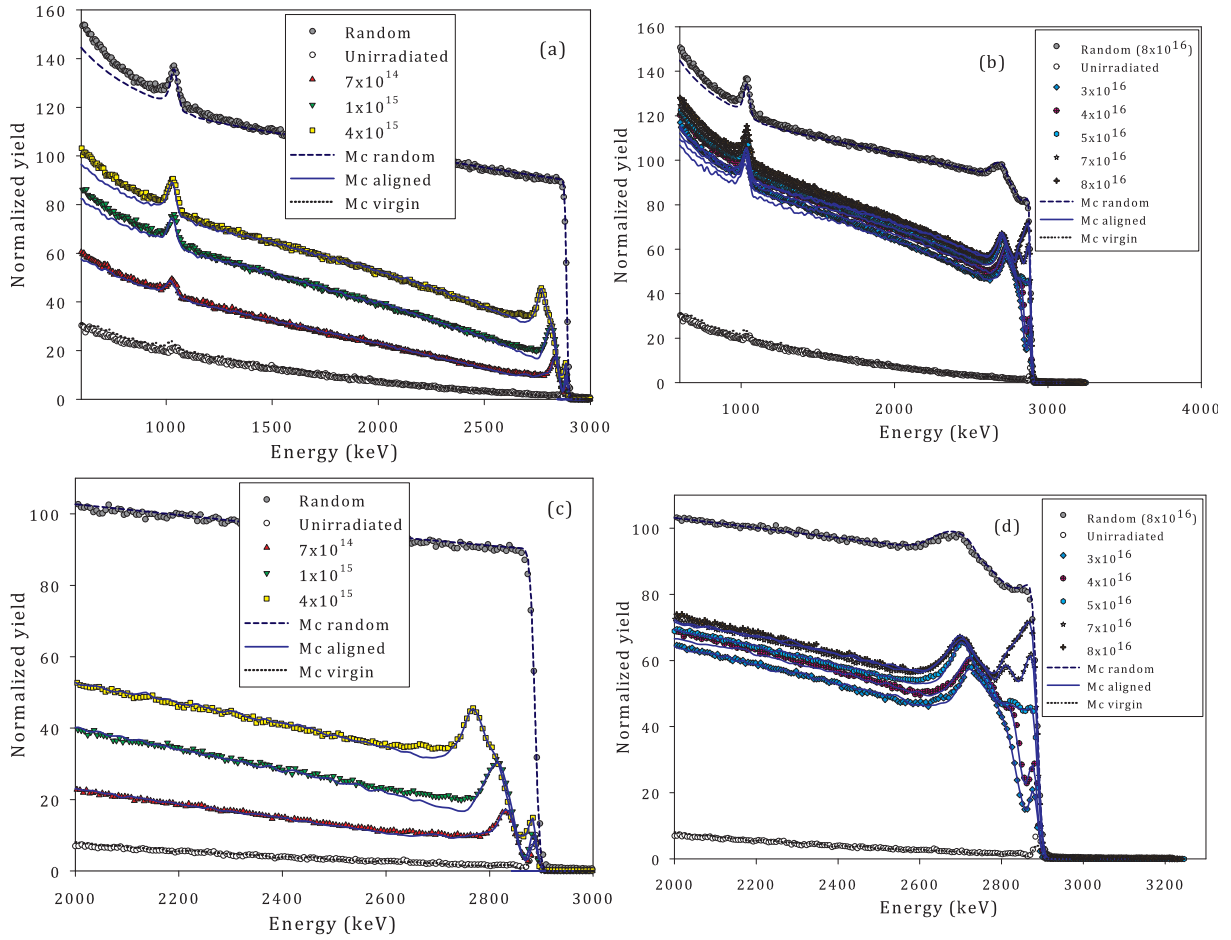 (a)
Random
Unirradiated
7x10^14
1x10^15
4x10^15
Mc random
Mc aligned
Mc virgin
160
140
120
100
80
60
40
20
0
Normalized yield
1000 1500 2000 2500 3000
Energy (keV)
(b)
Random (8x10^16)
Unirradiated
3x10^16
4x10^16
5x10^16
7x10^16
8x10^16
Mc random
Mc aligned
Mc virgin
160
140
120
100
80
60
40
20
0
Normalized yield
1000 2000 3000 4000
Energy (keV)
(c)
Random
Unirradiated
7x10^14
1x10^15
4x10^15
Mc random
Mc aligned
Mc virgin
100
80
60
40
20
0
Normalized yield
2000 2200 2400 2600 2800 3000
Energy (keV)
(d)
Random (8x10^16)
Unirradiated
3x10^16
4x10^16
5x10^16
7x10^16
8x10^16
Mc random
Mc aligned
Mc virgin
100
80
60
40
20
0
Normalized yield
2000 2200 2400 2600 2800 3000 3200
Energy (keV)